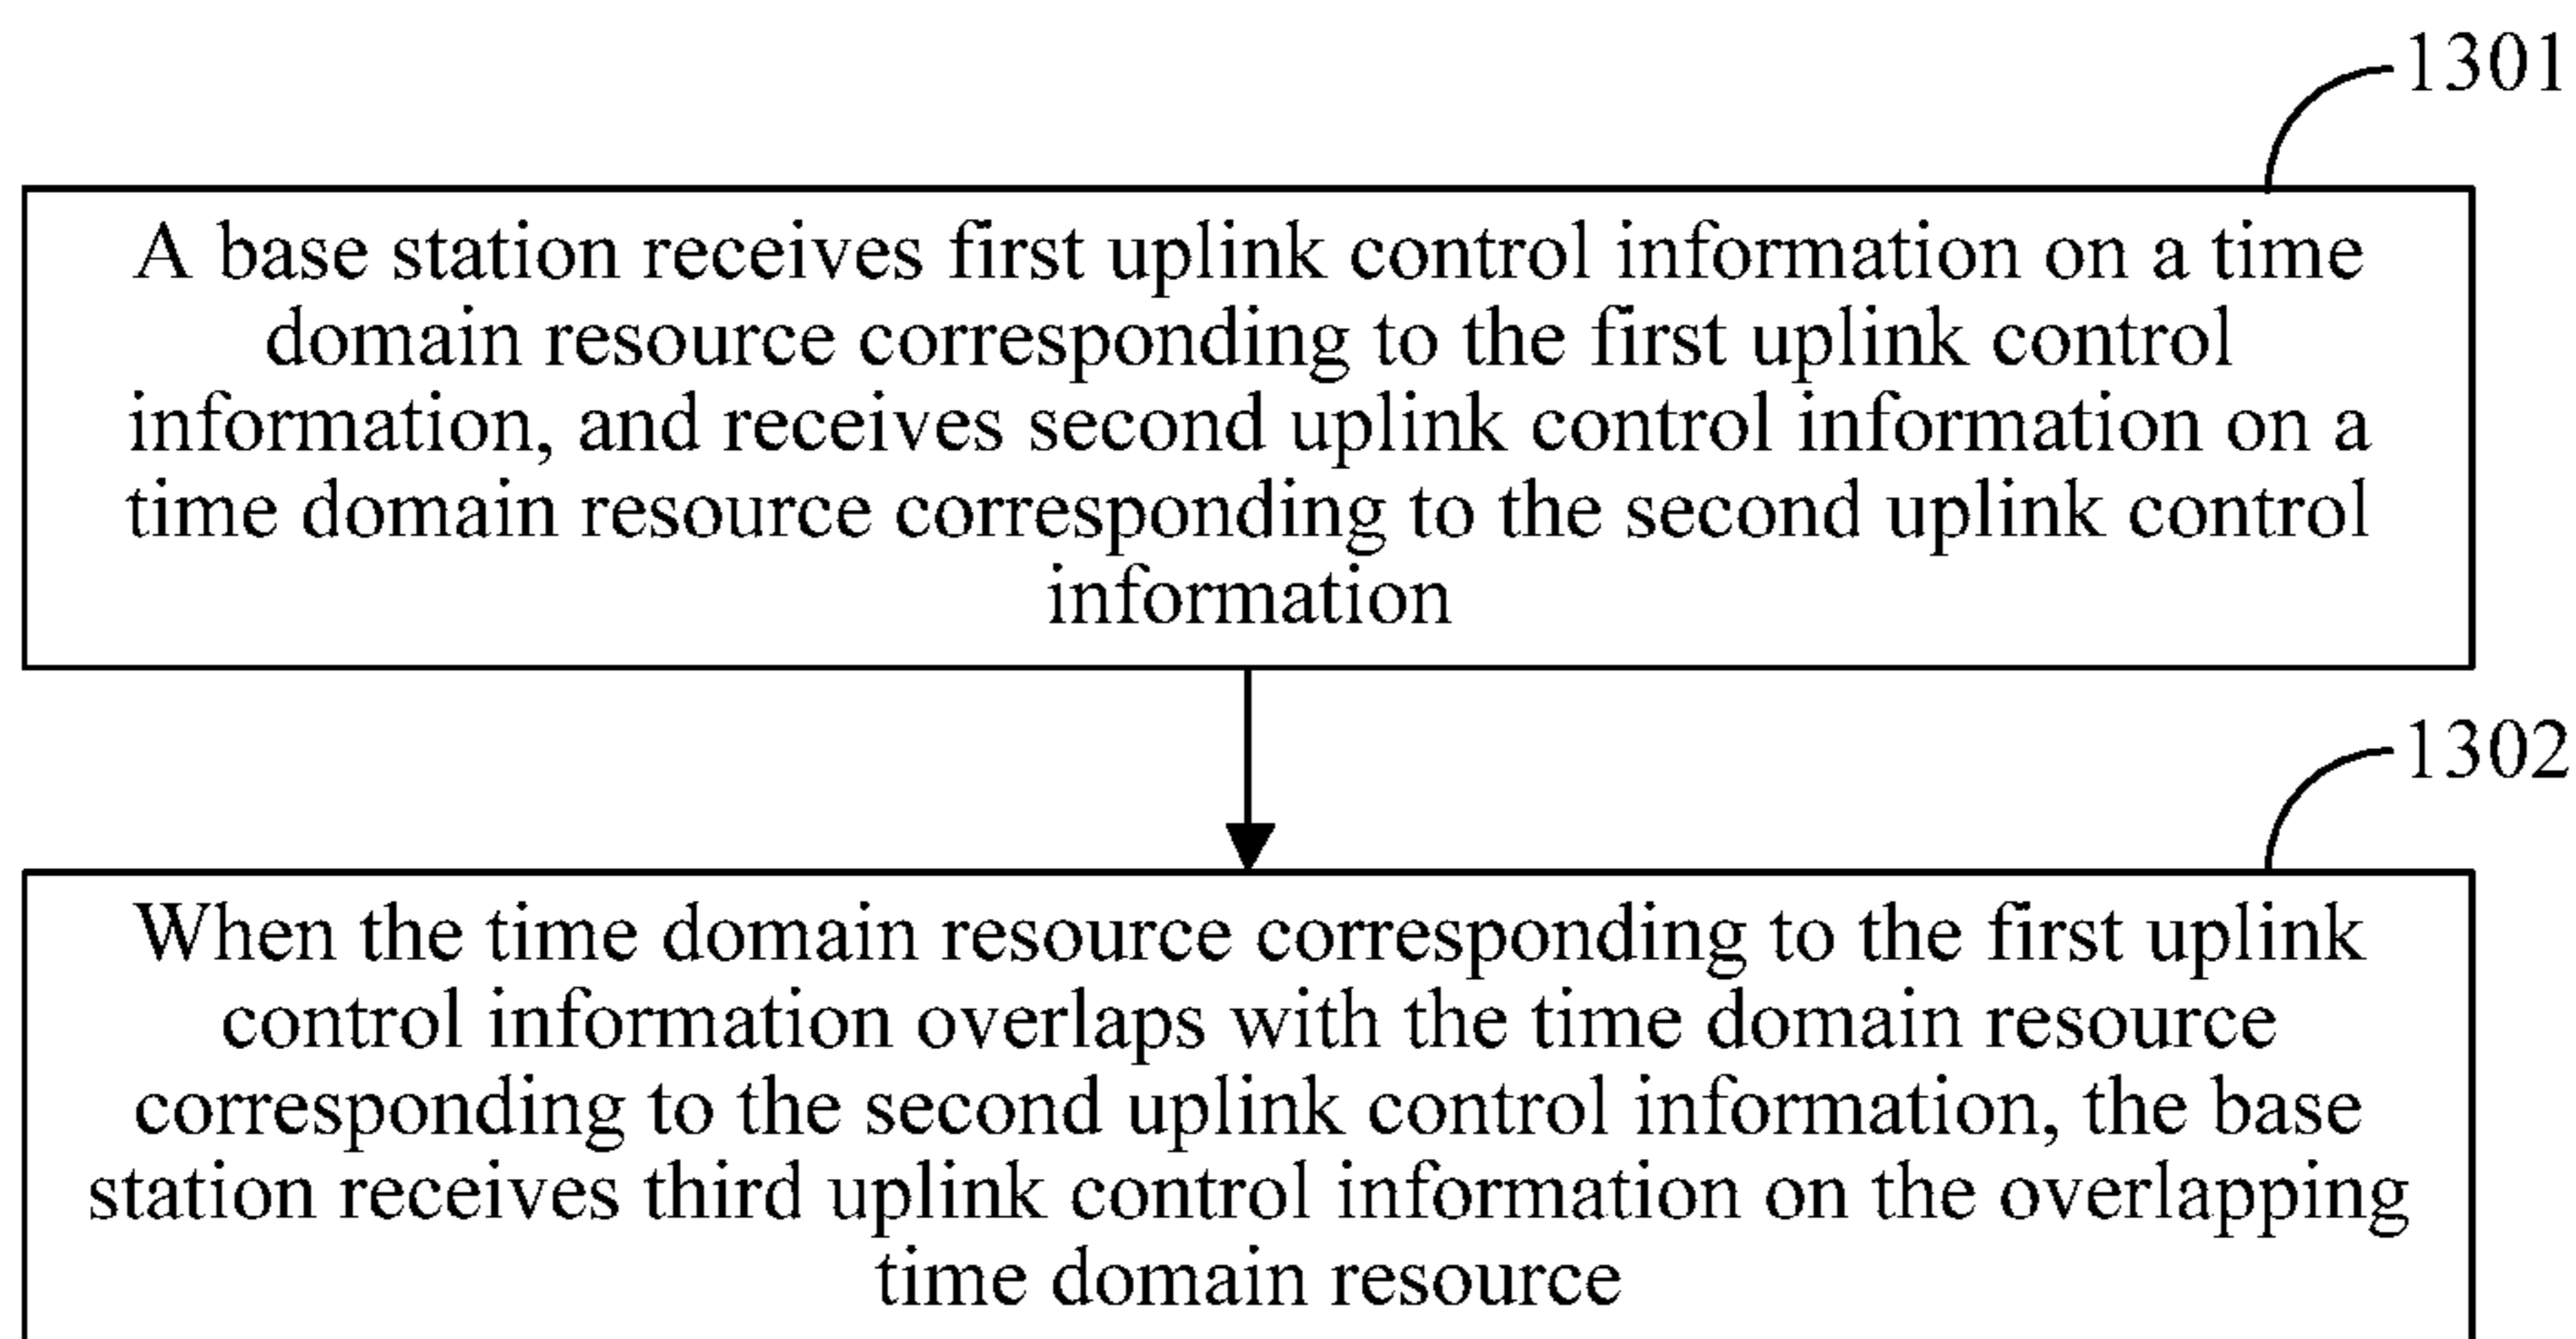 1301
A base station receives first uplink control information on a time
domain resource corresponding to the first uplink control
information, and receives second uplink control information on a
time domain resource corresponding to the second uplink control
information
1302
When the time domain resource corresponding to the first uplink
control information overlaps with the time domain resource
corresponding to the second uplink control information, the base
station receives third uplink control information on the overlapping
time domain resource